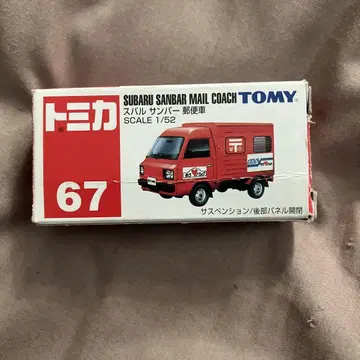 トミカ
67
SUBARU SANBAR MAIL COACH TOMY
スバル サンバー 郵便車
SCALE 1/52
〒
サスペンション/後部パネル開閉